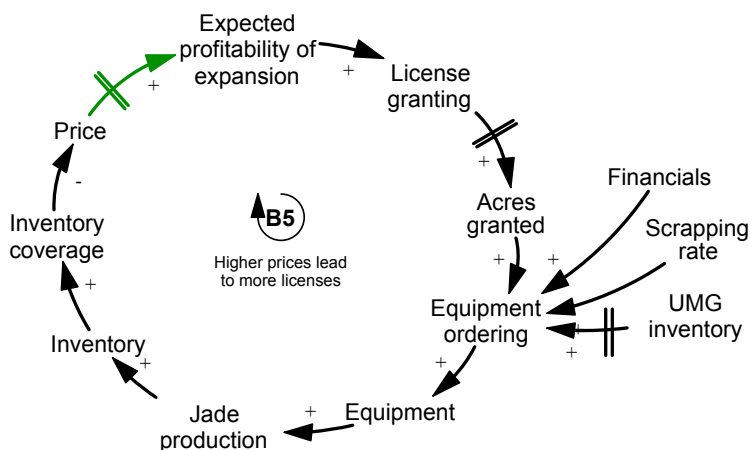 Expected
profitability of
expansion
+
+
License
granting
Price
+
-
Financials
Acres
granted
B5
Scrapping
rate
Inventory
coverage
Higher prices lead
to more licenses
+
+
+
Equipment
ordering
UMG
inventory
+
+
Inventory
+
+
Jade
production
+
Equipment